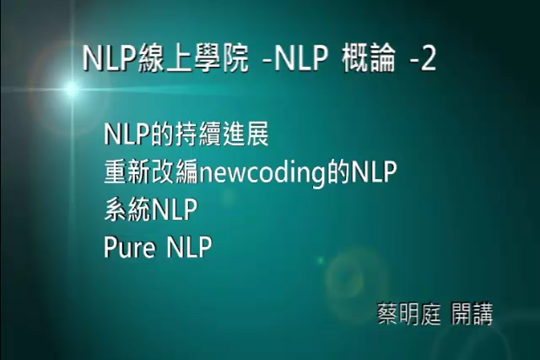 NLP線上學院 -NLP 概論 -2
NLP的持續進展
重新改編newcoding的NLP
系統NLP
Pure NLP
蔡明庭 開講